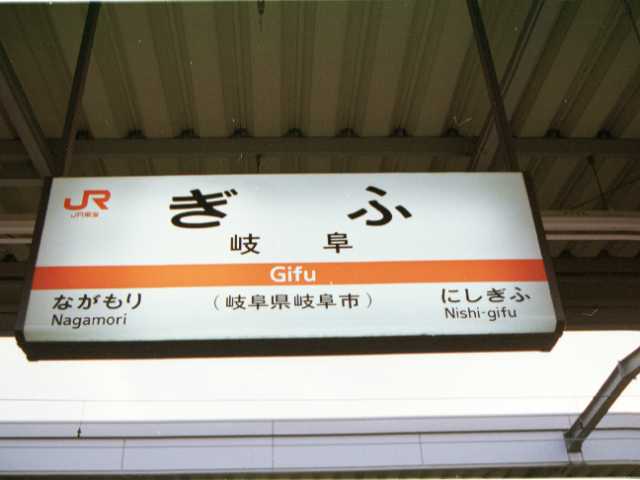 JR
JR東海
ぎふ
岐阜
Gifu
ながもり
Nagamori
（岐阜県岐阜市）
にしぎふ
Nishi-gifu